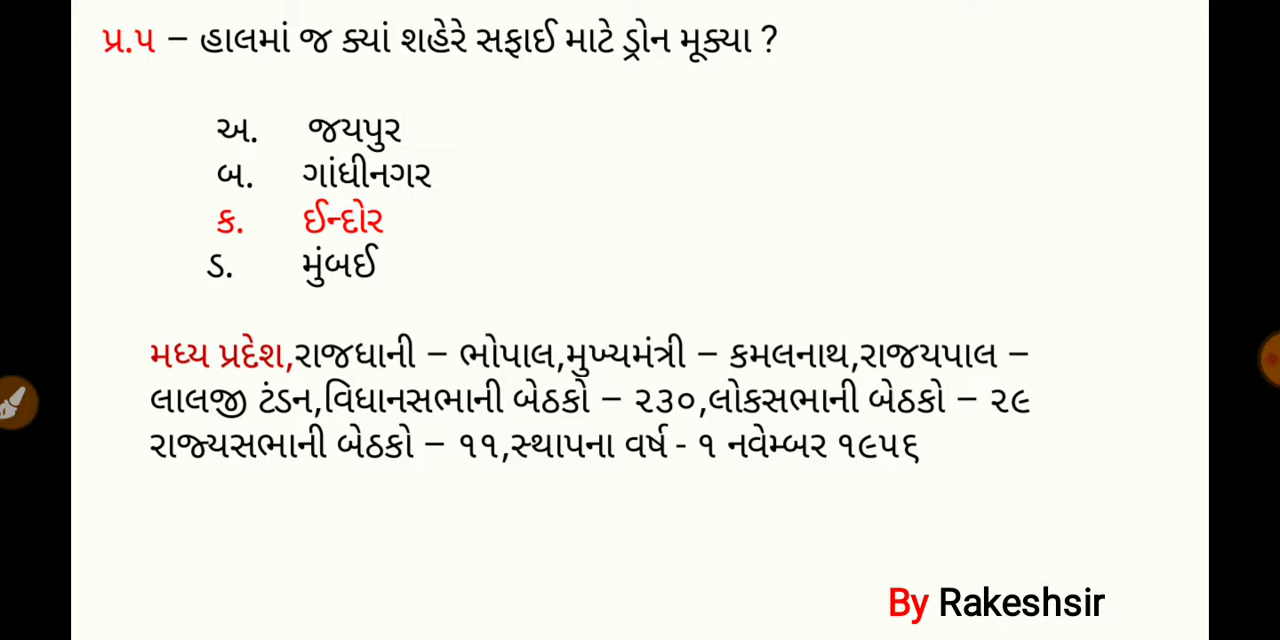 પ્ર.૫ – હાલમાં જ ક્યાં શહેરે સફાઈ માટે ડ્રોન મૂક્યા ?
અ. જયપુર
બ. ગાંધીનગર
ક. ઈન્દોર
ડ. મુંબઈ
મધ્ય પ્રદેશ,રાજધાની – ભોપાલ,મુખ્યમંત્રી – કમલનાથ,રાજયપાલ –
લાલજી ટંડન,વિધાનસભાની બેઠકો – ૨૩૦,લોકસભાની બેઠકો – ૨૯
રાજ્યસભાની બેઠકો – ૧૧,સ્થાપના વર્ષ - ૧ નવેમ્બર ૧૯૫૬
By Rakeshsir